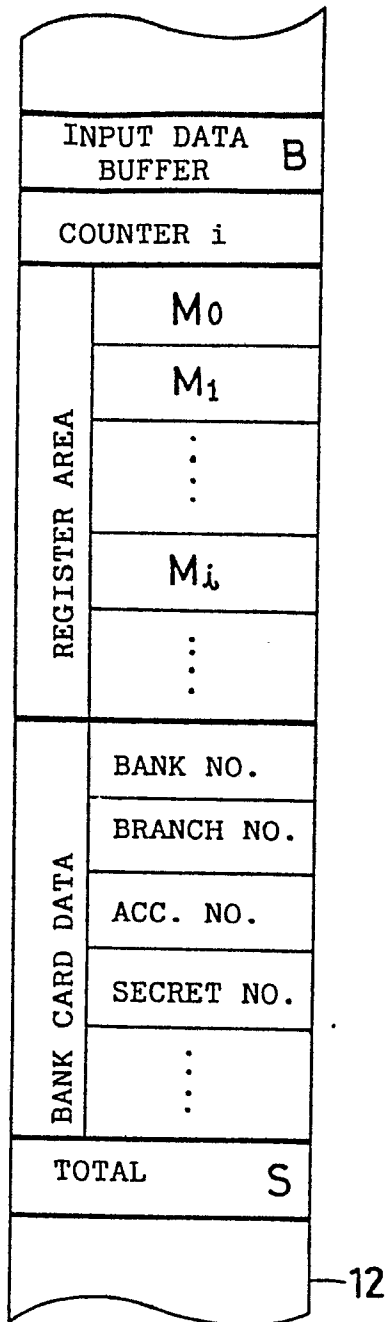 INPUT DATA
BUFFER B
COUNTER i
REGISTER AREA
M0
M1
Mi
BANK CARD DATA
BANK NO.
BRANCH NO.
ACC. NO.
SECRET NO.
TOTAL S
12